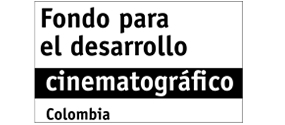 Fondo para
el desarrollo
cinematográfico
Colombia